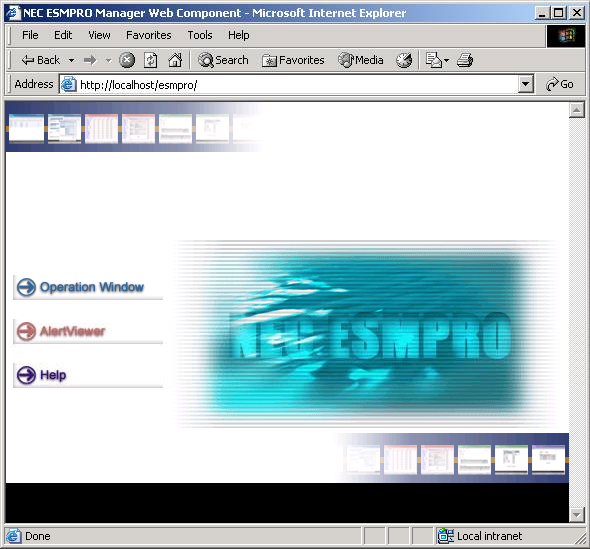 NEC ESMPRO Manager Web Component - Microsoft Internet Explorer
File Edit View Favorites Tools Help
Back Search Favorites Media
Address http://localhost/esmpro/ Go
Operation Window
NEC ESMPRO
AlertViewer
Help
Done Local intranet